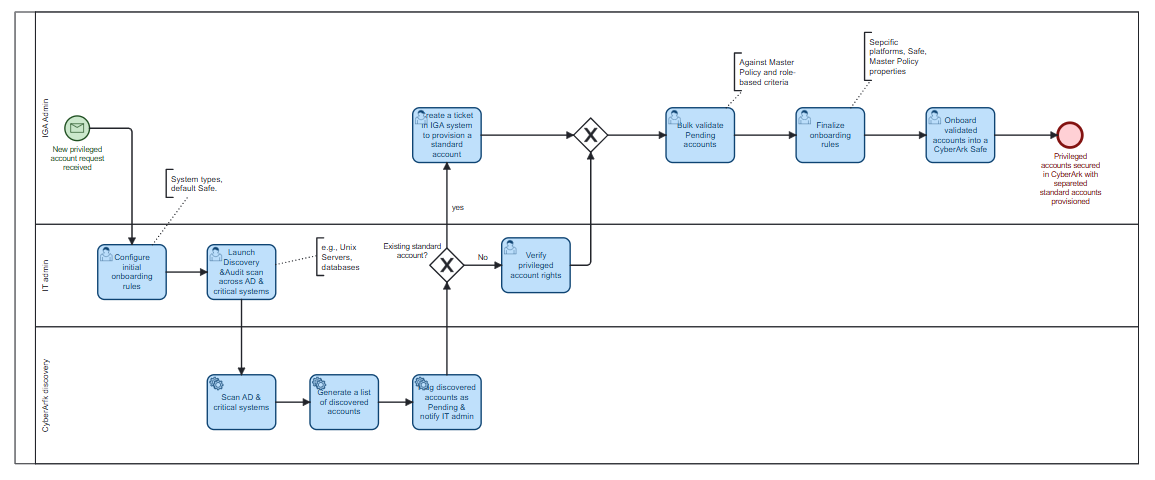 IGA Admin
New privileged
account request
received
System types,
default Safe.
reate a ticket
in IGA system
to provision a
standard
account
Against Master
Policy and role-
based criteria
Bulk validate
Pending
accounts
Sepcific
platforms, Safe,
Master Policy
properties
Finalize
onboarding
rules
Onboard
validated
accounts into a
CyberArk Safe
Privileged
accounts secured
in CyberArk with
separeted
standard accounts
provisioned
yes
IT admin
Configure
initial
onboarding
rules
Launch
Discovery
&Audit scan
across AD &
critical systems
e.g., Unix
Servers,
databases
Existing standard
account?
No
Verify
privileged
account rights
Scan AD &
critical systems
Generate a list
of discovered
accounts
discovered
accounts as
Pending &
notify IT admin
discovery